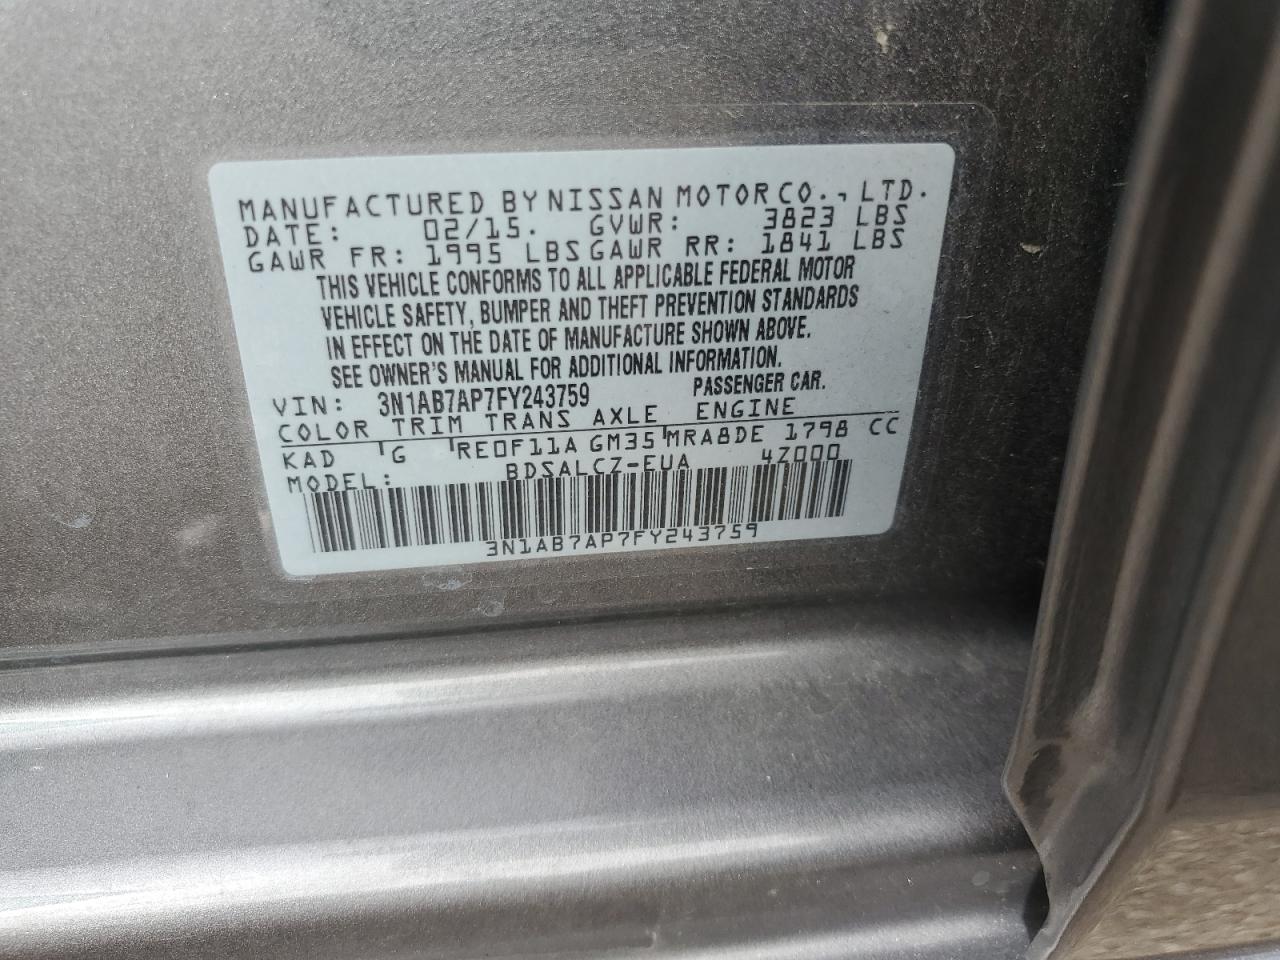 MANUFACTURED BY NISSAN MOTOR CO., LTD.
DATE: 02/15. GVWR: 3823 LBS
GAWR FR: 1995 LBS GAWR RR: 1841 LBS
THIS VEHICLE CONFORMS TO ALL APPLICABLE FEDERAL MOTOR
VEHICLE SAFETY, BUMPER AND THEFT PREVENTION STANDARDS
IN EFFECT ON THE DATE OF MANUFACTURE SHOWN ABOVE.
SEE OWNER'S MANUAL FOR ADDITIONAL INFORMATION.
VIN: 3N1AB7AP7FY243759 PASSENGER CAR.
COLOR TRIM TRANS AXLE ENGINE
KAD G RE0F11A GM35 MRA8DE 1798 CC
MODEL: BDSALCZ-EUA 4Z000
3N1AB7AP7FY243759